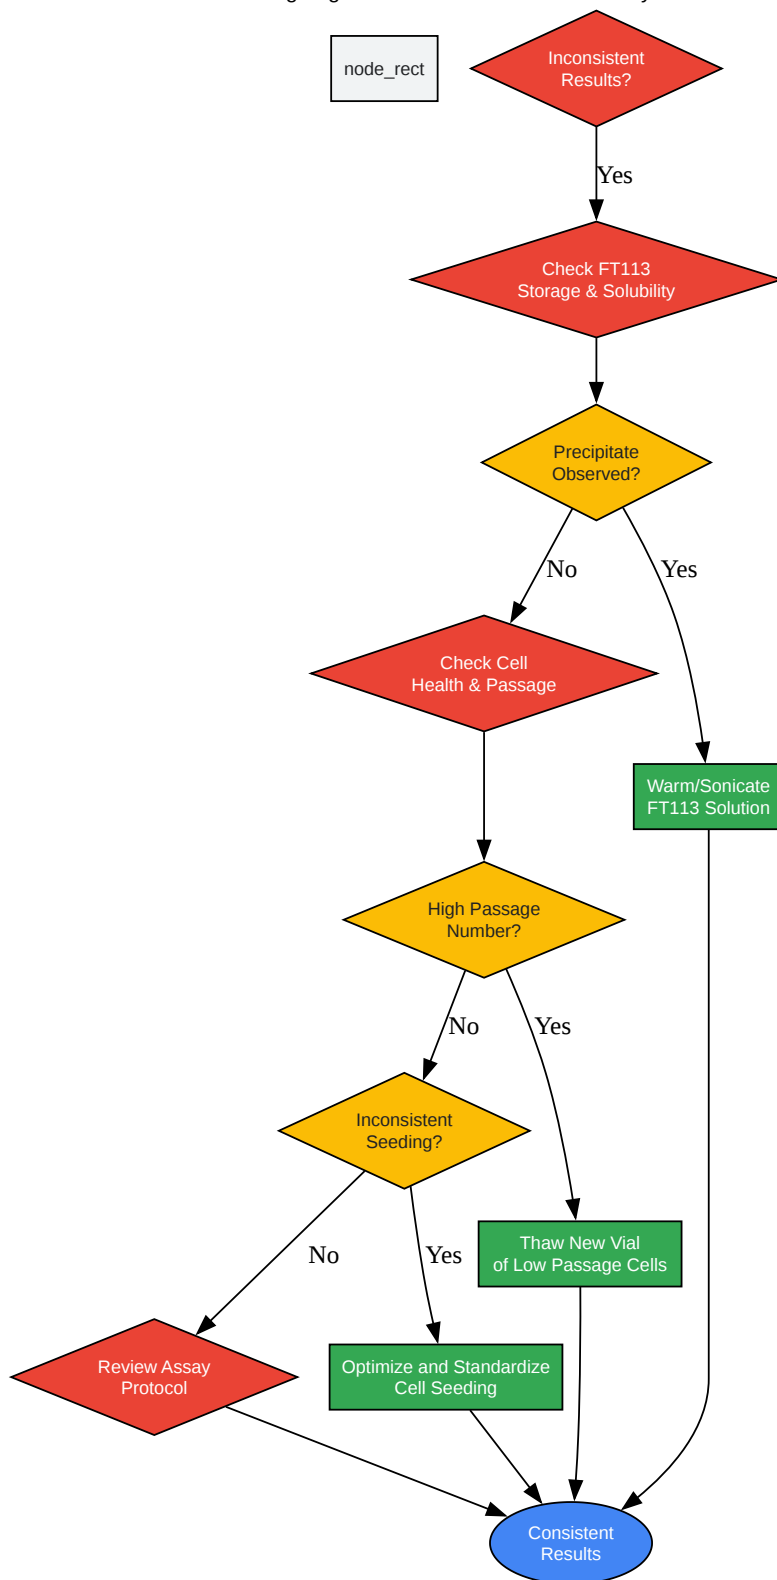 node_rect
Inconsistent
Results?
Yes
Check FT113
Storage & Solubility
Precipitate
Observed?
No
Yes
Check Cell
Health & Passage
Warm/Sonicate
FT113 Solution
High Passage
Number?
No
Yes
Inconsistent
Seeding?
No
Yes
Thaw New Vial
of Low Passage Cells
Review Assay
Protocol
Optimize and Standardize
Cell Seeding
Consistent
Results